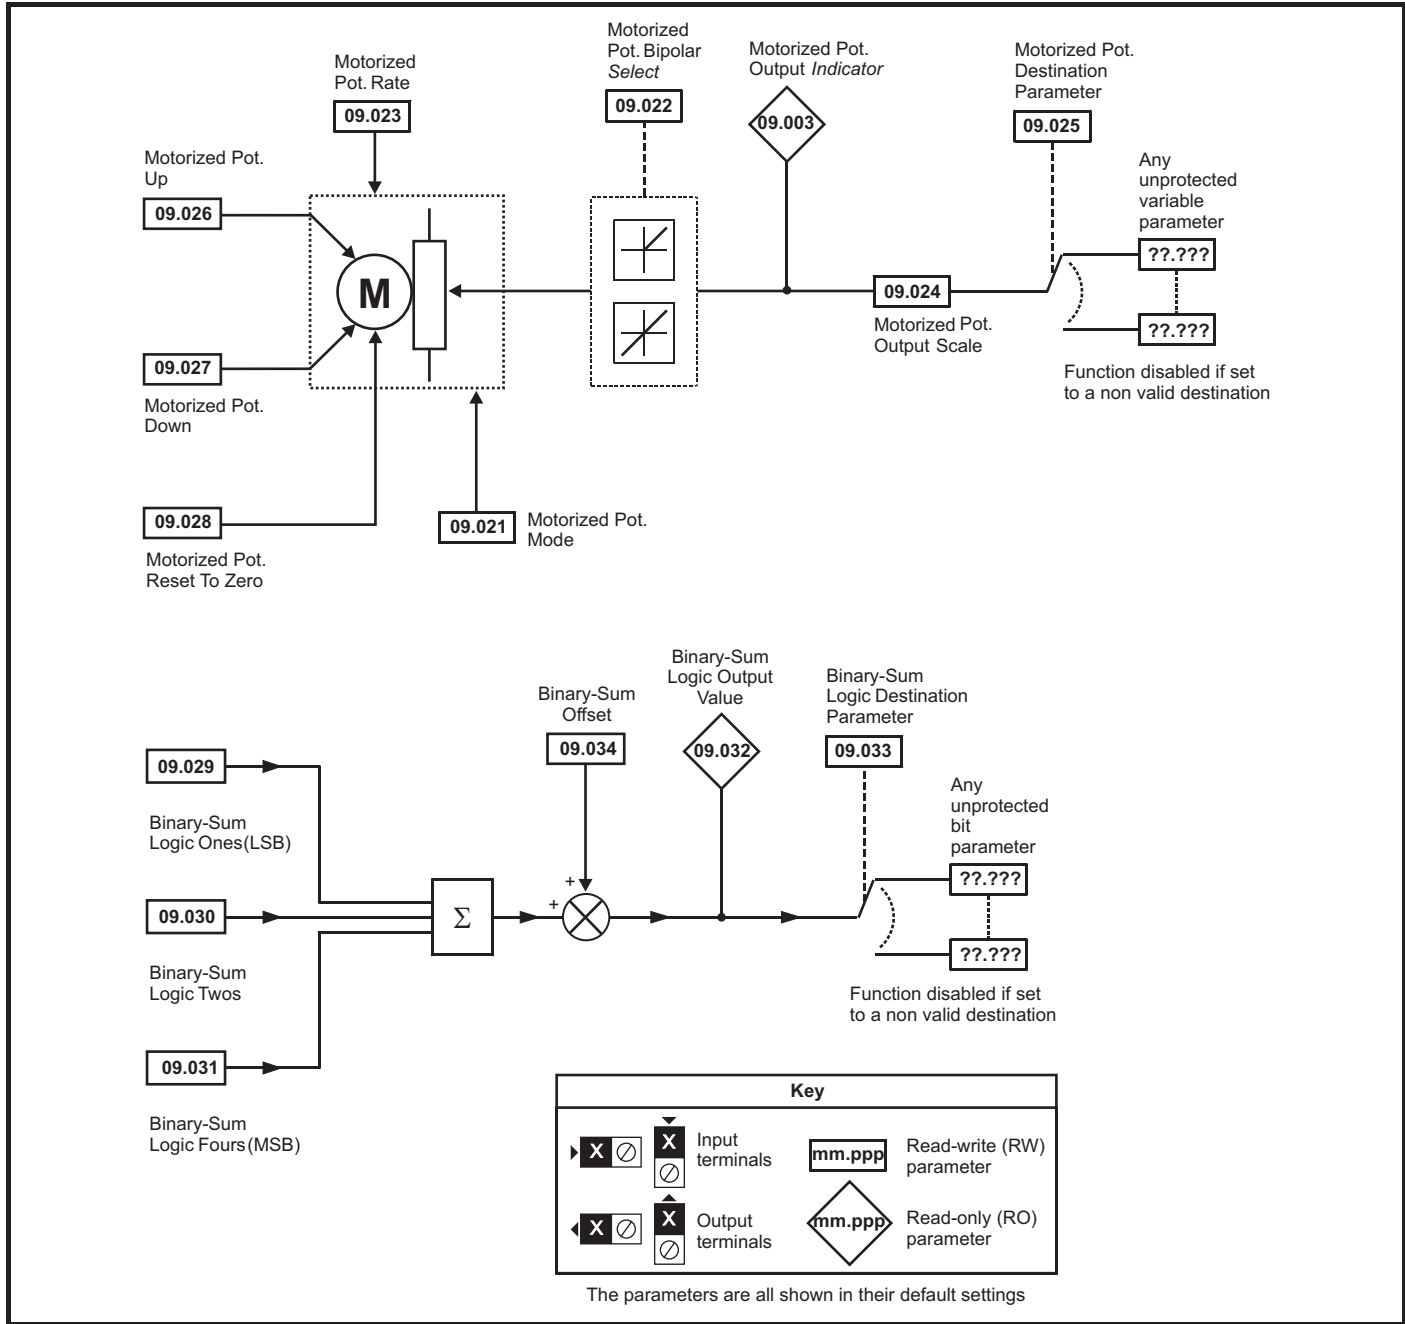 Motorized
Pot. Rate
09.023
Motorized
Pot. Bipolar
Select
09.022
Motorized Pot.
Output Indicator
09.003
Motorized Pot.
Destination
Parameter
09.025
Motorized Pot.
Up
09.026
M
Any
unprotected
variable
parameter
??.???
??.???
09.024
Motorized Pot.
Output Scale
Function disabled if set
to a non valid destination
09.027
Motorized Pot.
Down
09.028
Motorized Pot.
Reset To Zero
09.021
Motorized Pot.
Mode
Binary-Sum
Offset
09.034
Binary-Sum
Logic Output
Value
09.032
Binary-Sum
Logic Destination
Parameter
09.033
09.029
Binary-Sum
Logic Ones(LSB)
Any
unprotected
bit
parameter
??.???
??.???
+
+
Σ
09.030
Binary-Sum
Logic Twos
Function disabled if set
to a non valid destination
09.031
Binary-Sum
Logic Fours(MSB)
Key
X
X
Input
terminals
mm.ppp
Read-write (RW)
parameter
X
X
Output
terminals
mm.ppp
Read-only (RO)
parameter
The parameters are all shown in their default settings